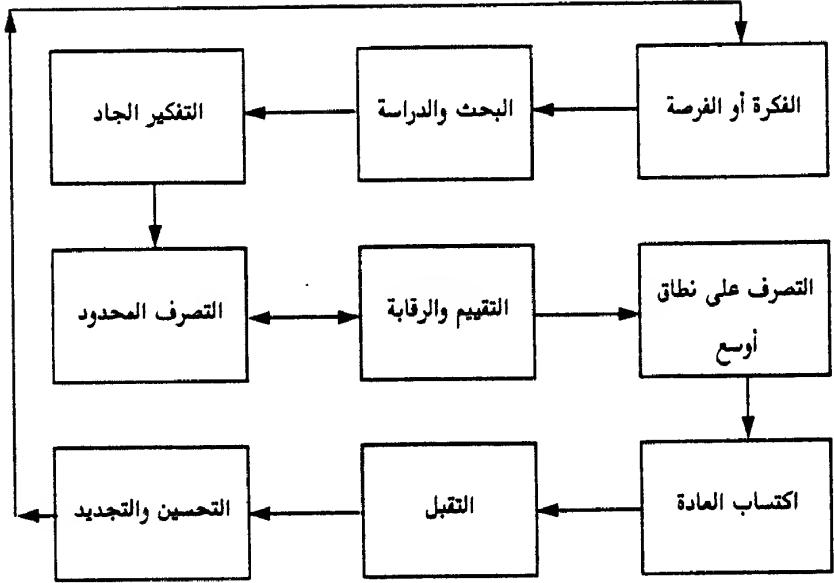 الفكرة أو الفرصة
البحث والدراسة
التفكير الجاد
التصرف المحدود
التقييم والرقابة
التصرف على نطاق
أوسع
اكتساب العادة
التقبل
التحسين والتجديد